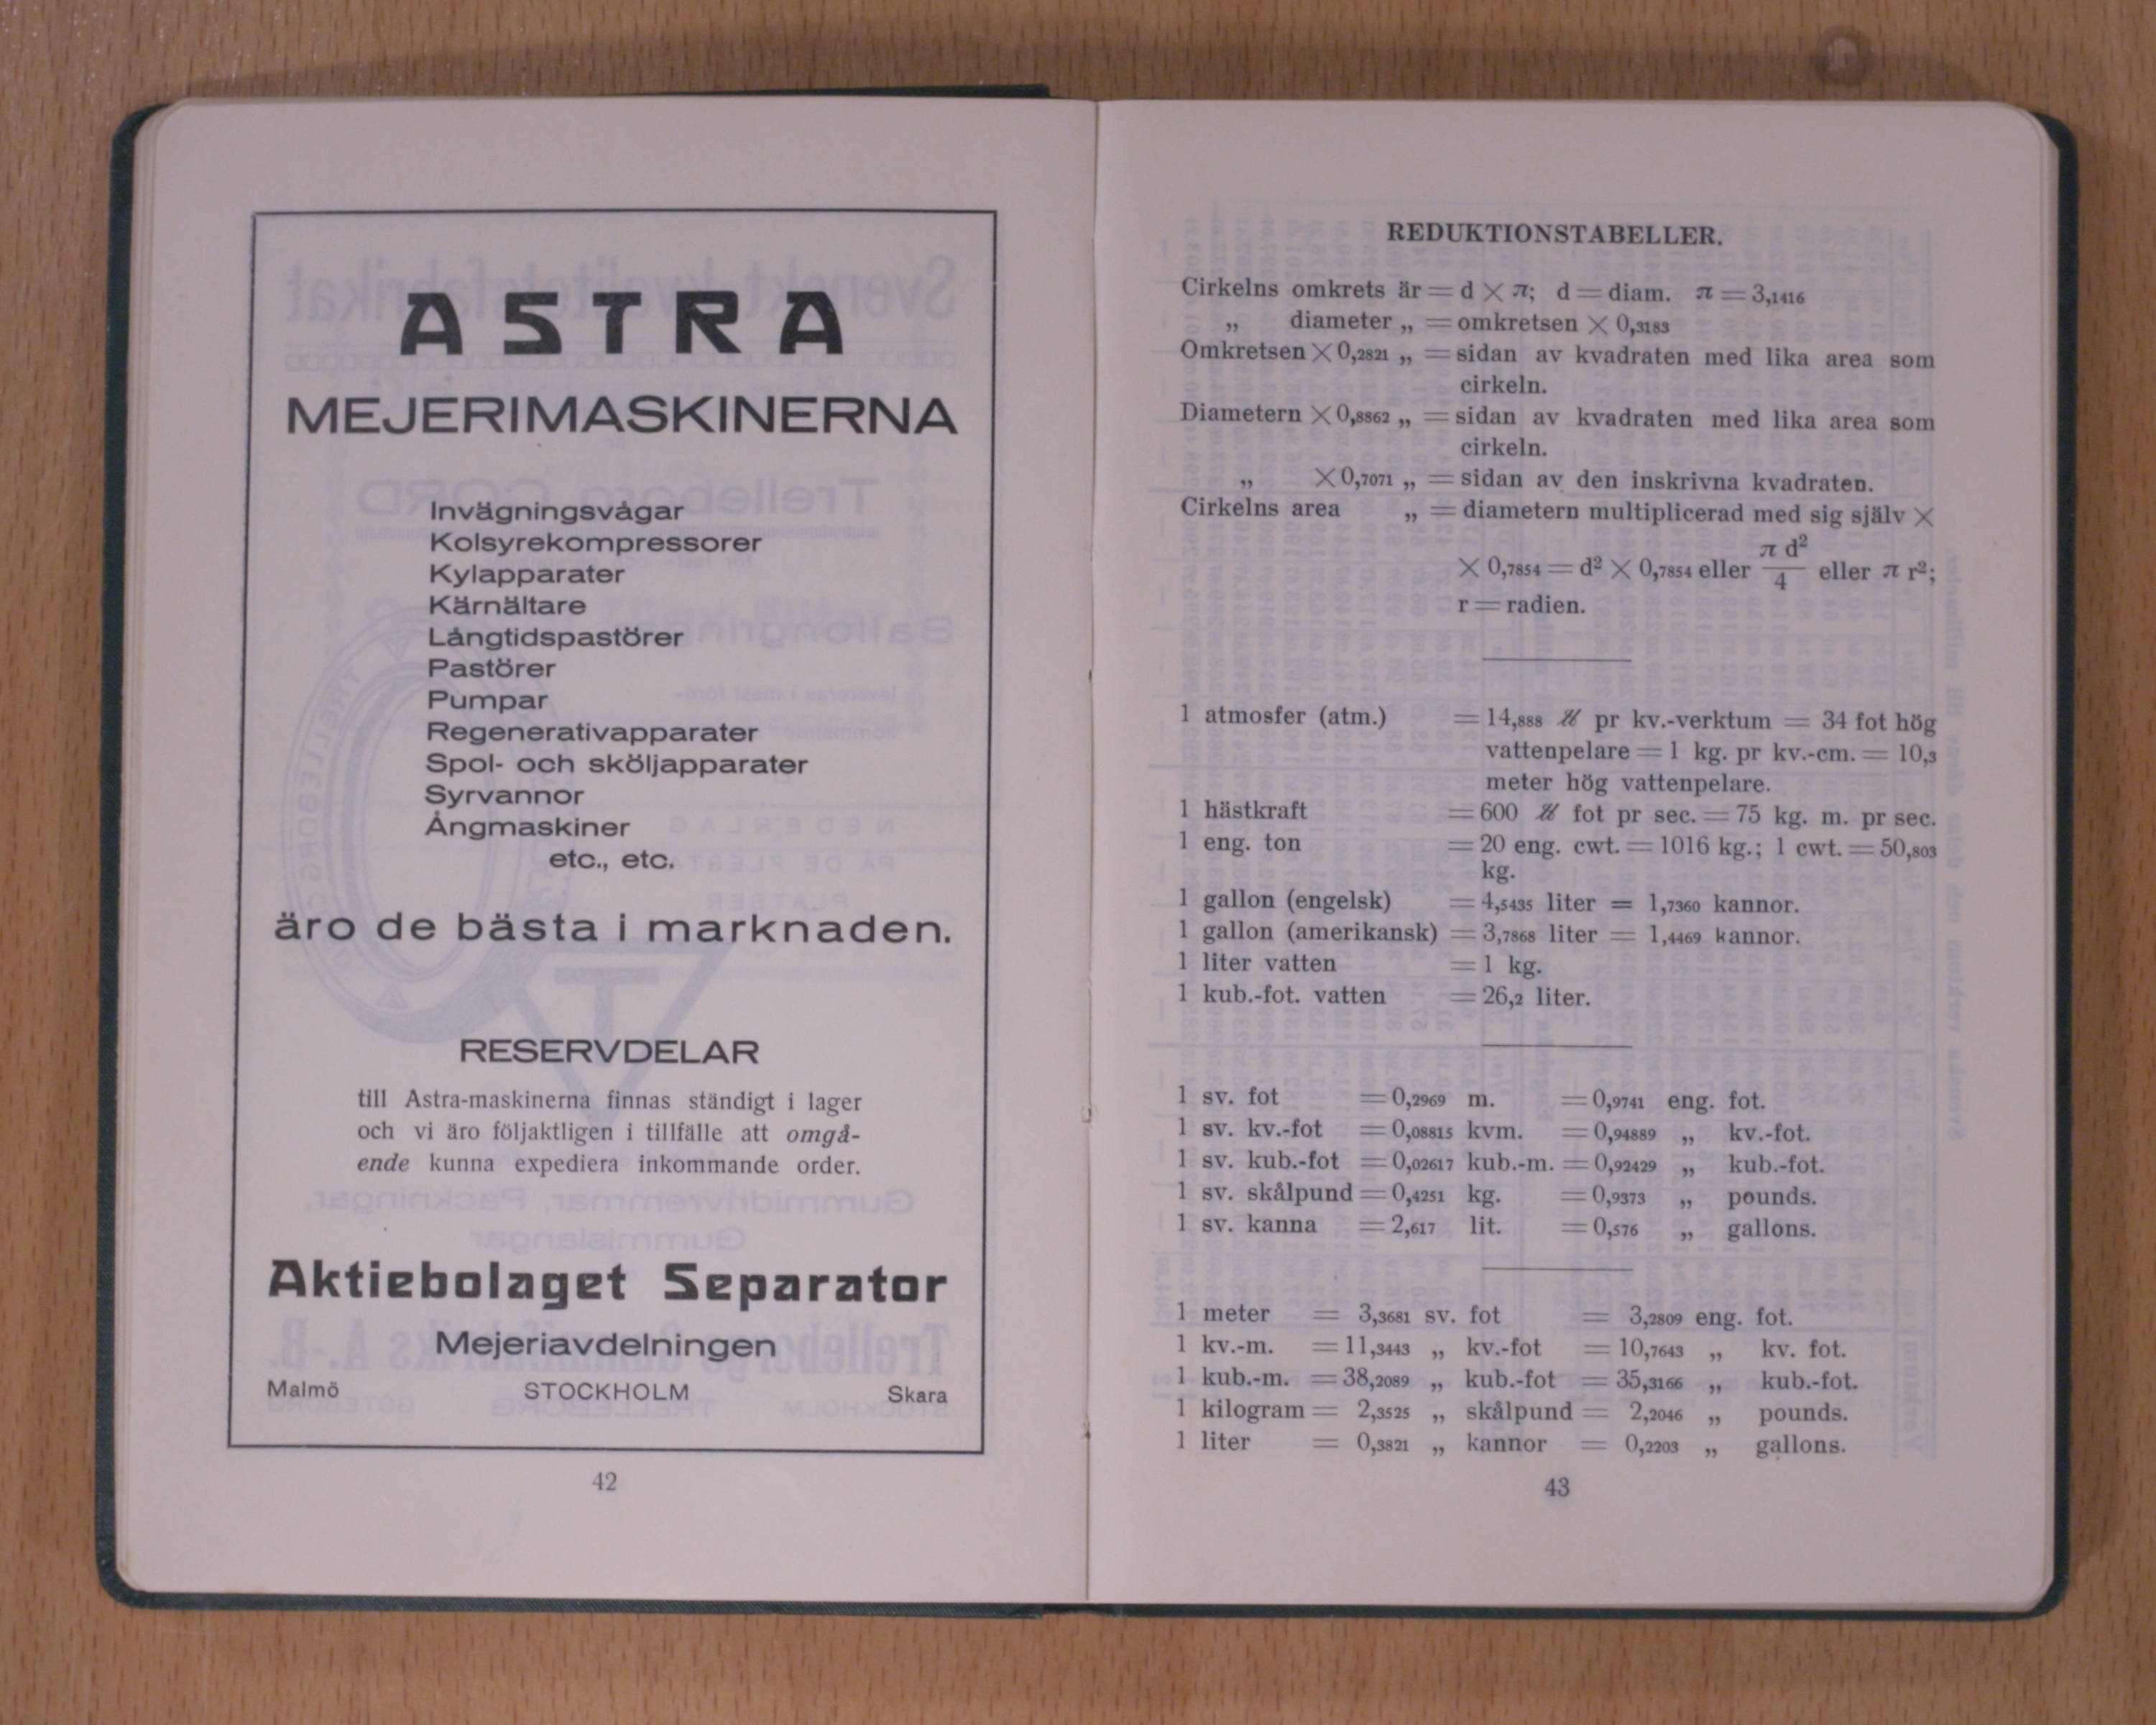 ASTRA
MEJERIMASKINERNA
Invägningsvågar
Kolsyrekompressorer
Kylapparater
Kärnältare
Långtidspastörer
Pastörer
Pumpar
Regenerativapparater
Spol- och sköljapparater
Syrvannor
Ångmaskiner
etc., etc.
äro de bästa i marknaden.
RESERVDELAR
till Astra-maskinerna finnas ständigt i lager
och vi äro följaktligen i tillfälle att omgå-
ende kunna expediera inkommande order.
Aktiebolaget Separator
Mejeriavdelningen
Malmö STOCKHOLM Skara
42
REDUKTIONSTABELLER.
Cirkelns omkrets är = d × π; d = diam. π = 3,1416
„ diameter „ = omkretsen × 0,3183
Omkretsen × 0,2821 „ = sidan av kvadraten med lika area som
cirkeln.
Diametern × 0,8862 „ = sidan av kvadraten med lika area som
cirkeln.
„ × 0,7071 „ = sidan av den inskrivna kvadraten.
Cirkelns area „ = diametern multiplicerad med sig själv ×
× 0,7854 = d² × 0,7854 eller π d²/4 eller π r²;
r = radien.
1 atmosfer (atm.) = 14,888 ℔ pr kv.-verktum = 34 fot hög
vattenpelare = 1 kg. pr kv.-cm. = 10,3
meter hög vattenpelare.
1 hästkraft = 600 ℔ fot pr sec. = 75 kg. m. pr sec.
1 eng. ton = 20 eng. cwt. = 1016 kg.; 1 cwt. = 50,803
kg.
1 gallon (engelsk) = 4,5435 liter = 1,7360 kannor.
1 gallon (amerikansk) = 3,7868 liter = 1,4469 kannor.
1 liter vatten = 1 kg.
1 kub.-fot. vatten = 26,2 liter.
1 sv. fot = 0,2969 m. = 0,9741 eng. fot.
1 sv. kv.-fot = 0,08815 kvm. = 0,94889 „ kv.-fot.
1 sv. kub.-fot = 0,02617 kub.-m. = 0,92429 „ kub.-fot.
1 sv. skålpund = 0,4251 kg. = 0,9373 „ pounds.
1 sv. kanna = 2,617 lit. = 0,576 „ gallons.
1 meter = 3,3681 sv. fot = 3,2809 eng. fot.
1 kv.-m. = 11,3443 „ kv.-fot = 10,7643 „ kv. fot.
1 kub.-m. = 38,2089 „ kub.-fot = 35,3166 „ kub.-fot.
1 kilogram = 2,3525 „ skålpund = 2,2046 „ pounds.
1 liter = 0,3821 „ kannor = 0,2203 „ gallons.
43